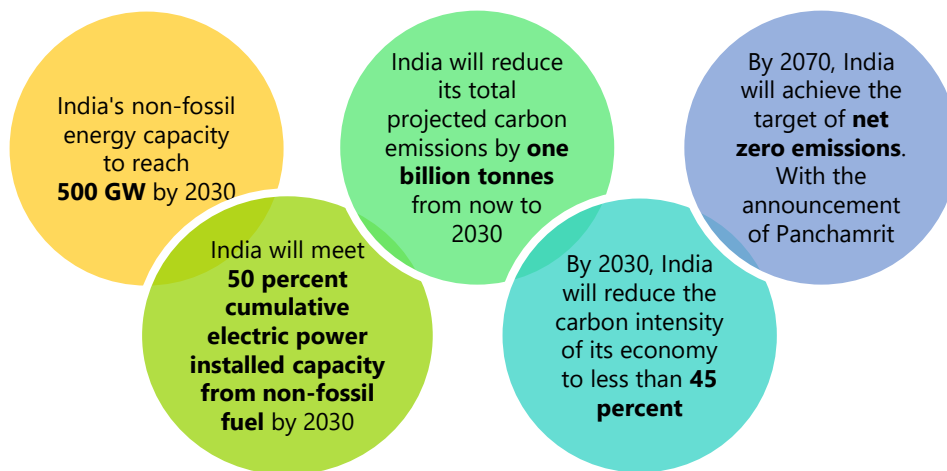 India's non-fossil
energy capacity
to reach
500 GW by 2030
India will meet
50 percent
cumulative
electric power
installed capacity
from non-fossil
fuel by 2030
India will reduce
its total
projected carbon
emissions by one
billion tonnes
from now to
2030
By 2030, India
will reduce the
carbon intensity
of its economy
to less than 45
percent
By 2070, India
will achieve the
target of net
zero emissions.
With the
announcement
of Panchamrit